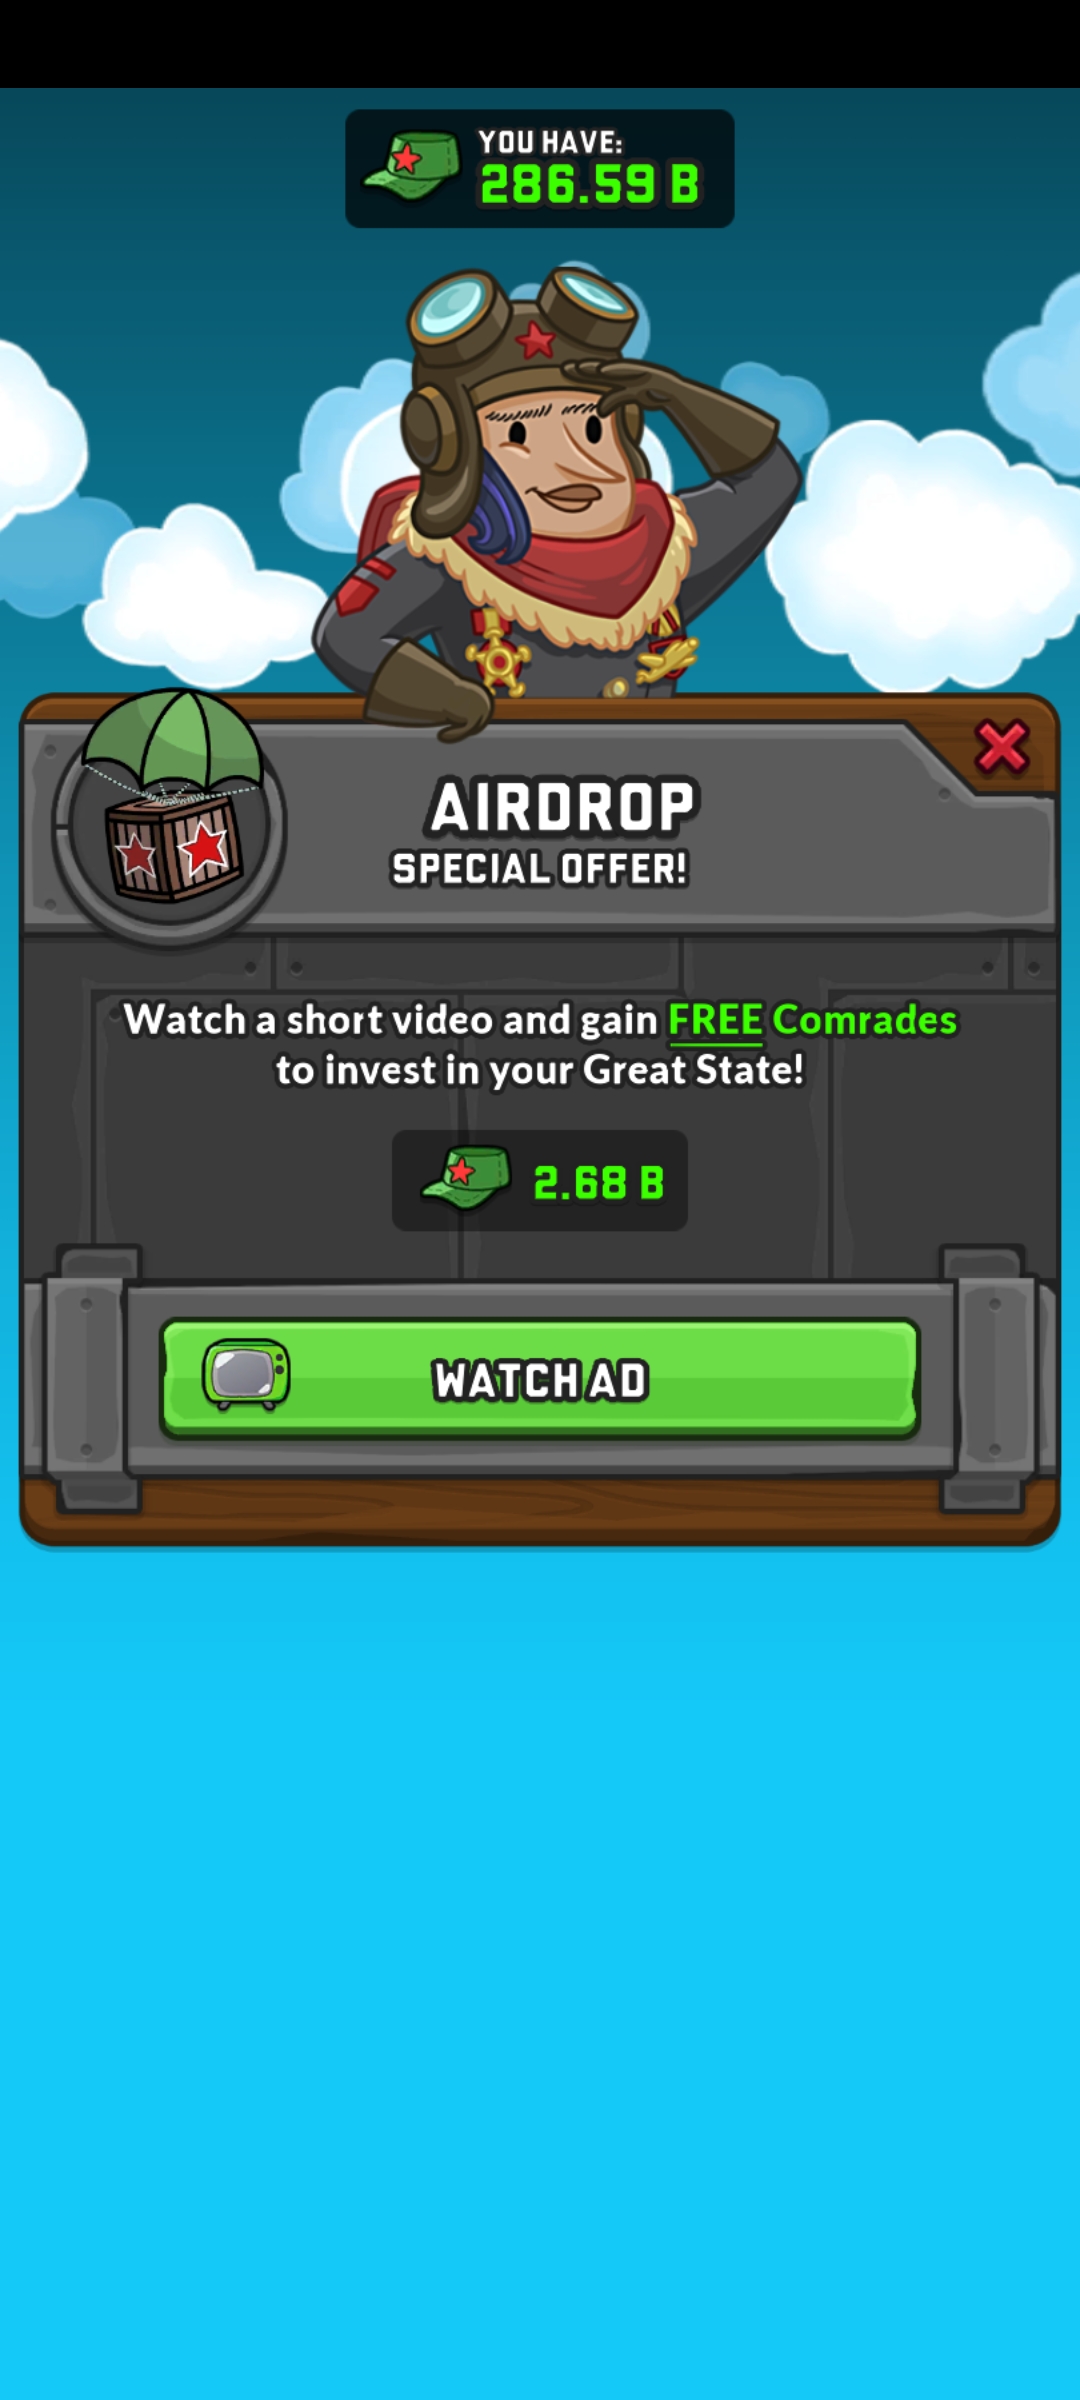 YOU HAVE:
286.59 B
AIRDROP
SPECIAL OFFER!
Watch a short video and gain FREE Comrades
to invest in your Great State!
2.68 B
WATCH AD